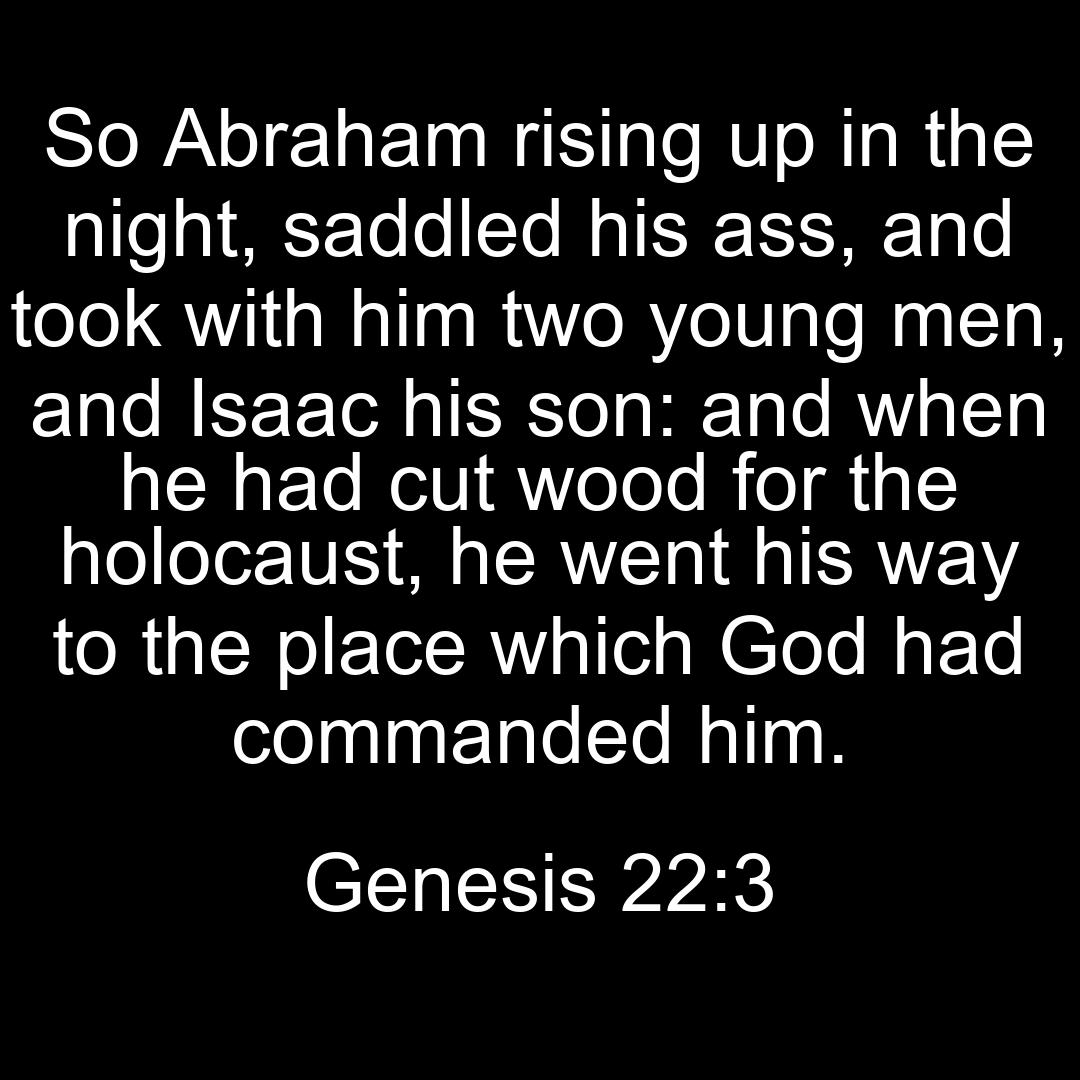 So Abraham rising up in the
night, saddled his ass, and
took with him two young men,
and Isaac his son: and when
he had cut wood for the
holocaust, he went his way
to the place which God had
commanded him.
Genesis 22:3